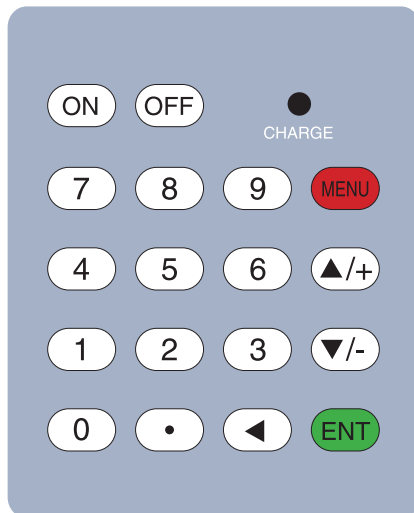 ON OFF
CHARGE
7 8 9 MENU
4 5 6 ▲/+
1 2 3 ▼/-
0 • ◀ ENT